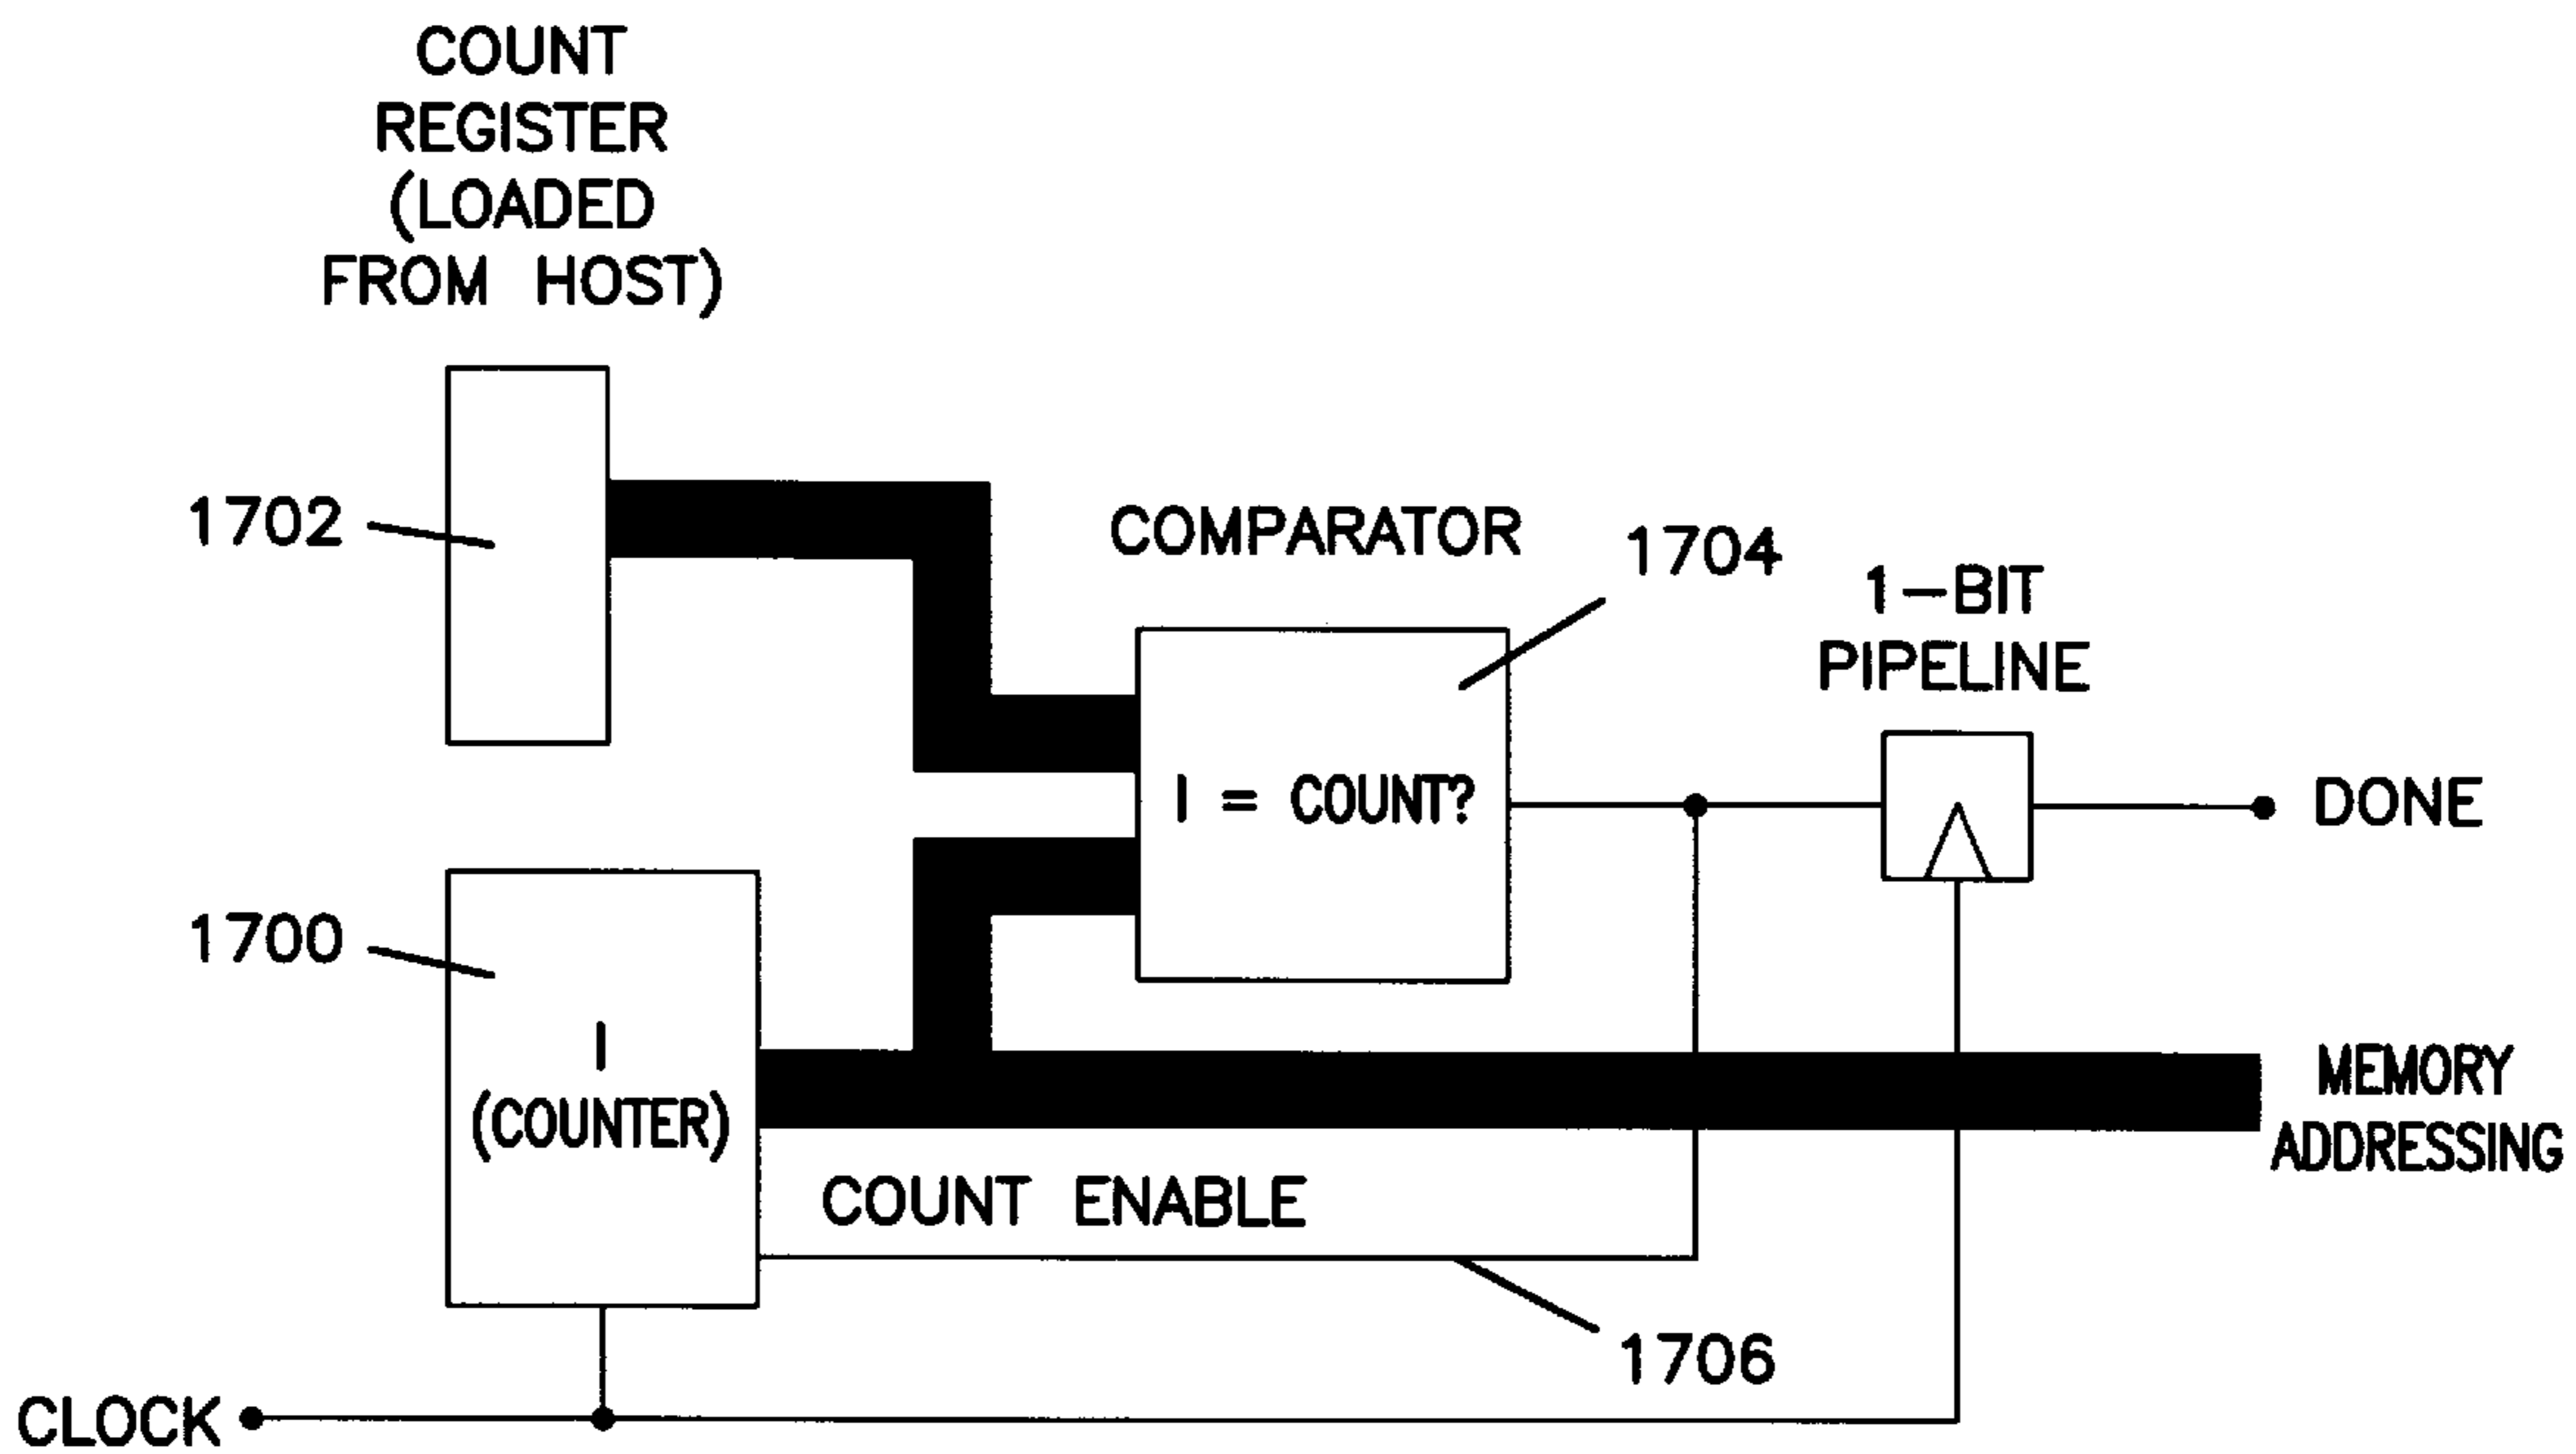 COUNT
REGISTER
(LOADED
FROM HOST)
1702
COMPARATOR
1704
1-BIT
PIPELINE
I = COUNT?
DONE
1700
I
(COUNTER)
MEMORY
ADDRESSING
COUNT ENABLE
1706
CLOCK